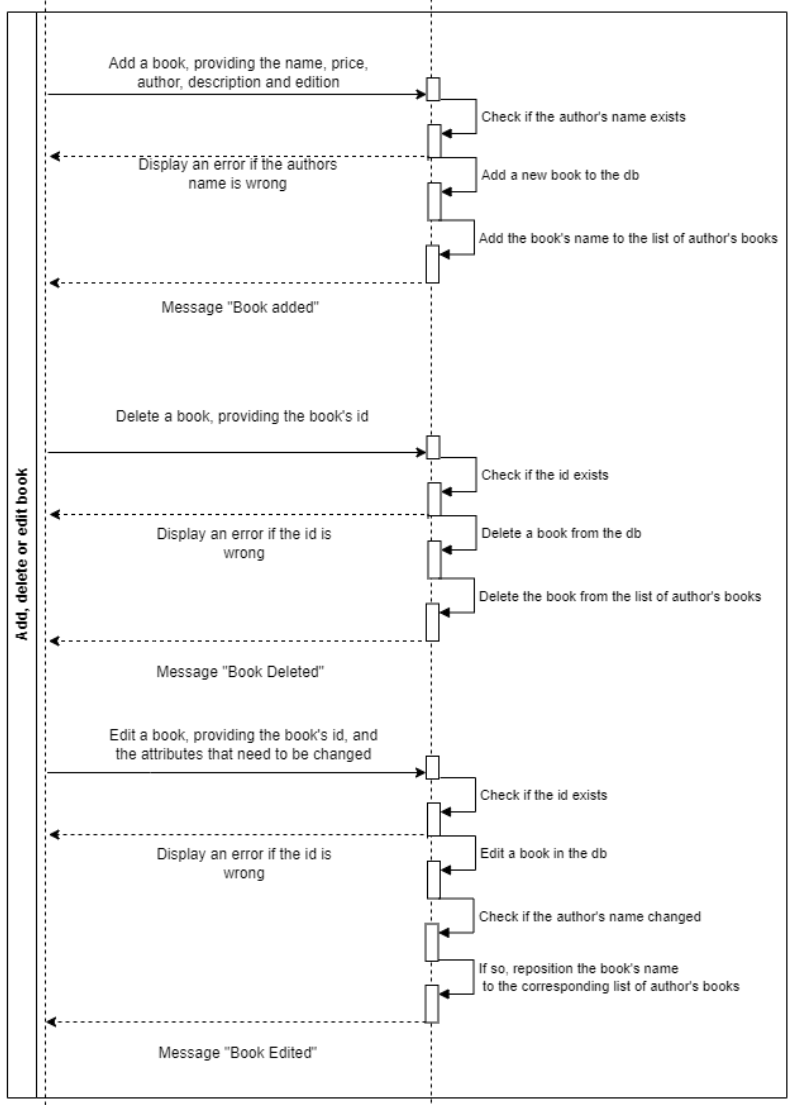 Add, delete or edit book
Add a book, providing the name, price,
author, description and edition
Check if the author's name exists
Display an error if the authors
name is wrong
Add a new book to the db
Add the book's name to the list of author's books
Message "Book added"
Delete a book, providing the book's id
Check if the id exists
Display an error if the id is
wrong
Delete a book from the db
Delete the book from the list of author's books
Message "Book Deleted"
Edit a book, providing the book's id, and
the attributes that need to be changed
Check if the id exists
Display an error if the id is
wrong
Edit a book in the db
Check if the author's name changed
If so, reposition the book's name
to the corresponding list of author's books
Message "Book Edited"